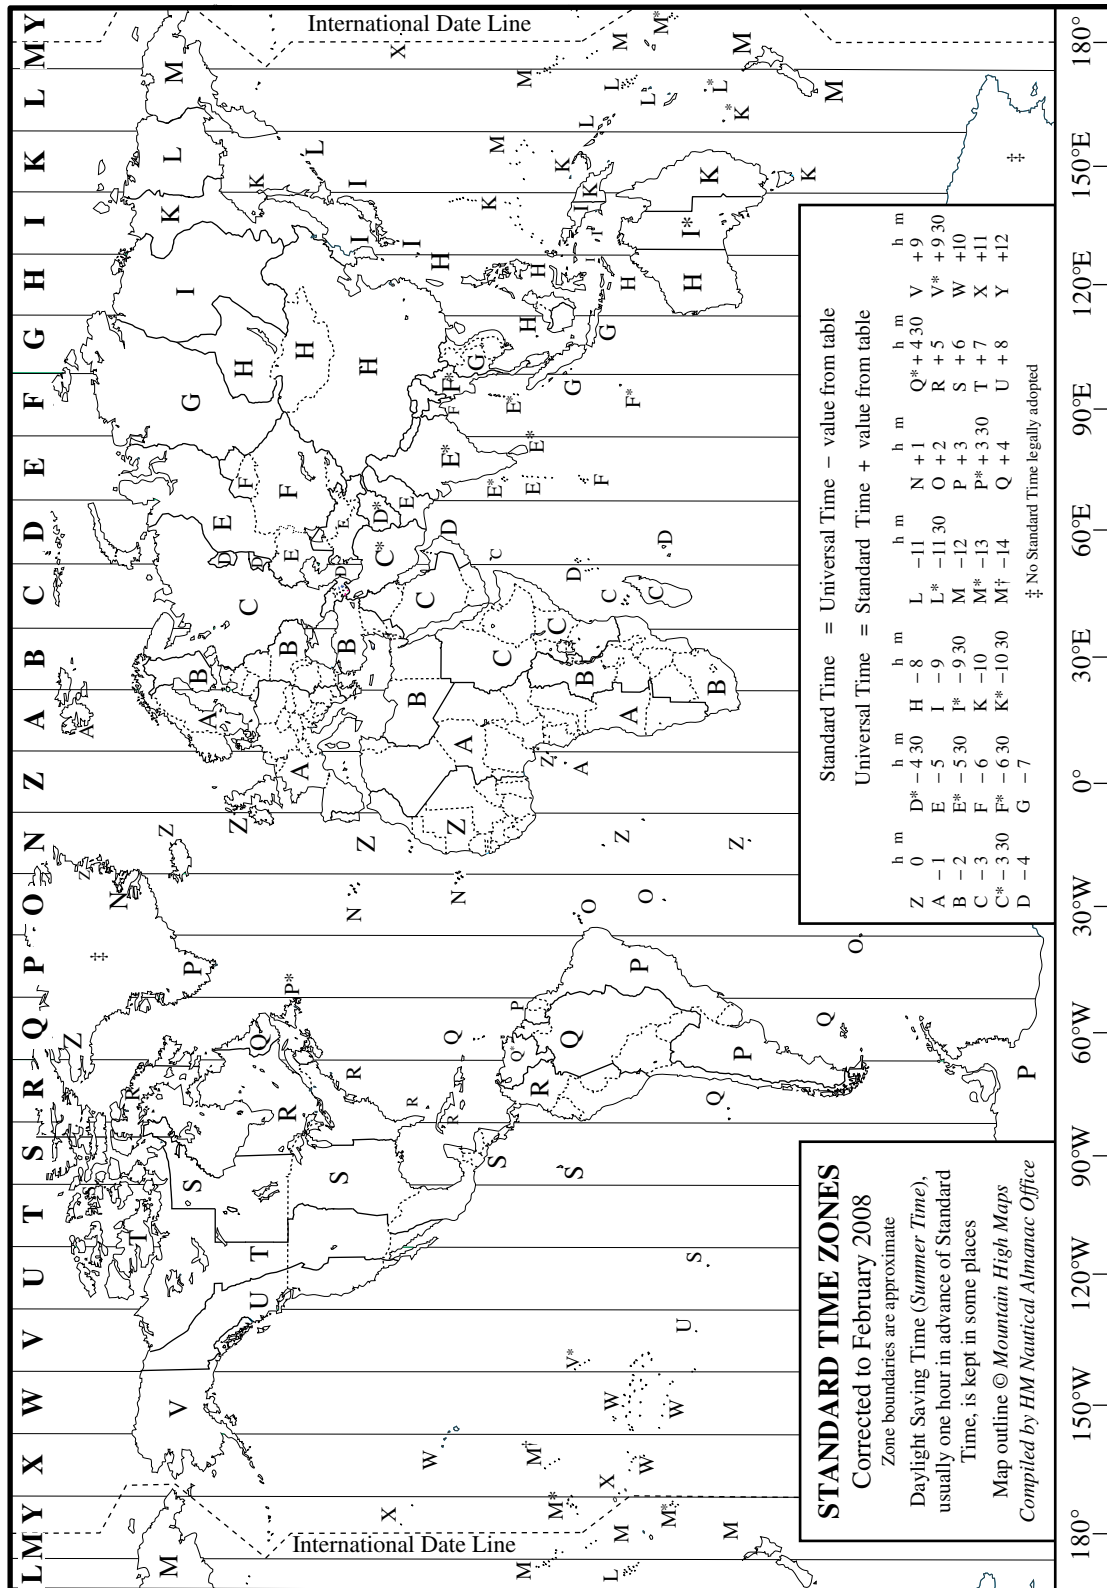 LMY X W V U T S R Q P O N Z A B C D E F G H I K L MY
International Date Line
International Date Line
M
V
U
T
T
S
S
R
R
R
Q
P*
Z
‡
P
N
Z
Z
Z
A
A
A
B
B
B
C
D
D
E
E
F
F
G
H
H
H
I
K
L
M
K
L
I
I
I
X
W
M†
V*
W
W
W
X
M*
M*
M
M
M
L
U
S
S
S
R
R
Q
Q*
R
Q
P
P
P
Q
Q
O
O
O
N
N
Z
Z
Z
Z
Z
A
A
A
B
B
B
C
C
C
C
C
C
C*
D
D
D
D
D*
E
E
E*
E*
E*
E*
E*
F
F
F*
F*
G
G
G
H
H
H
H
H
I
I
I*
K
K
K
K
K
K*
L
L
L*
L*
M
M
M
M
M
M*
X
P
‡
STANDARD TIME ZONES
Corrected to February 2008
Zone boundaries are approximate
Daylight Saving Time (Summer Time),
usually one hour in advance of Standard
Time, is kept in some places
Map outline © Mountain High Maps
Compiled by HM Nautical Almanac Office
Standard Time = Universal Time − value from table
Universal Time = Standard Time + value from table
h m h m h m h m h m h m h m
Z 0 D* − 4 30 H − 8 L −11 N + 1 Q* + 4 30 V + 9
A − 1 E − 5 I − 9 L* −11 30 O + 2 R + 5 V* + 9 30
B − 2 E* − 5 30 I* − 9 30 M −12 P + 3 S + 6 W +10
C − 3 F − 6 K −10 M* −13 P* + 3 30 T + 7 X +11
C* − 3 30 F* − 6 30 K* −10 30 M† −14 Q + 4 U + 8 Y +12
D − 4 G − 7 ‡ No Standard Time legally adopted
180° 150°W 120°W 90°W 60°W 30°W 0° 30°E 60°E 90°E 120°E 150°E 180°